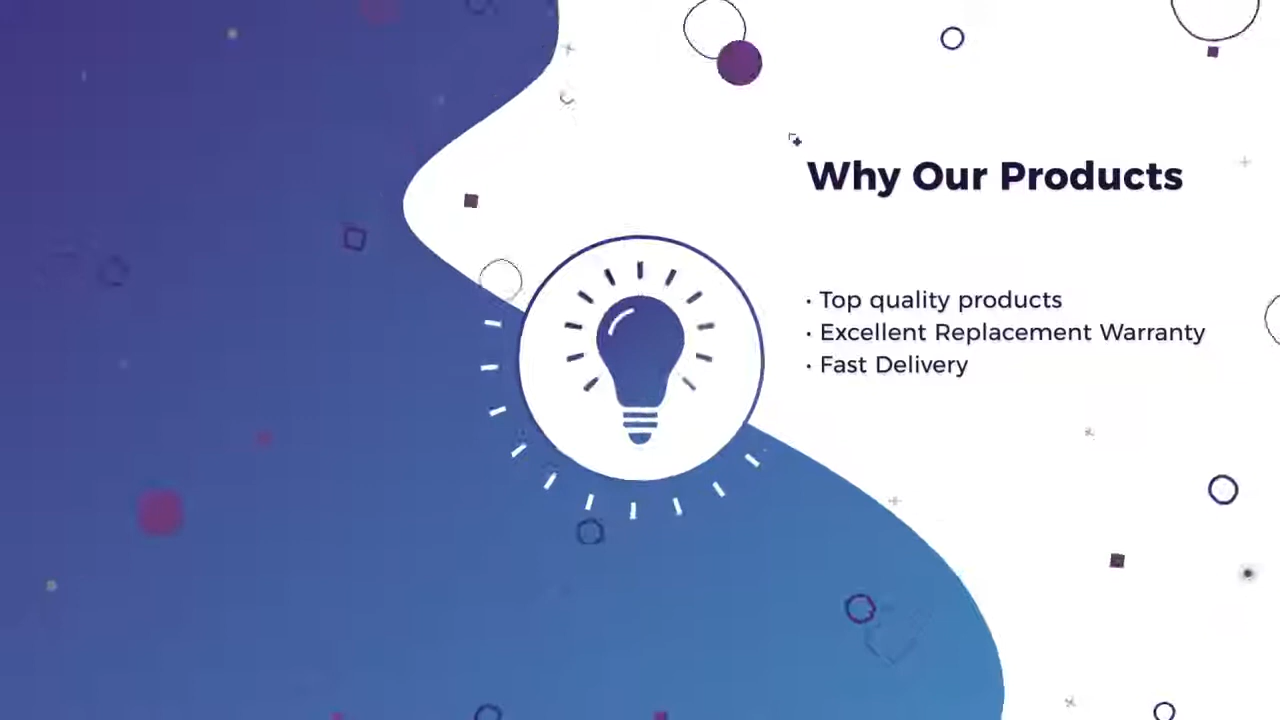 Why Our Products
· Top quality products
· Excellent Replacement Warranty
· Fast Delivery